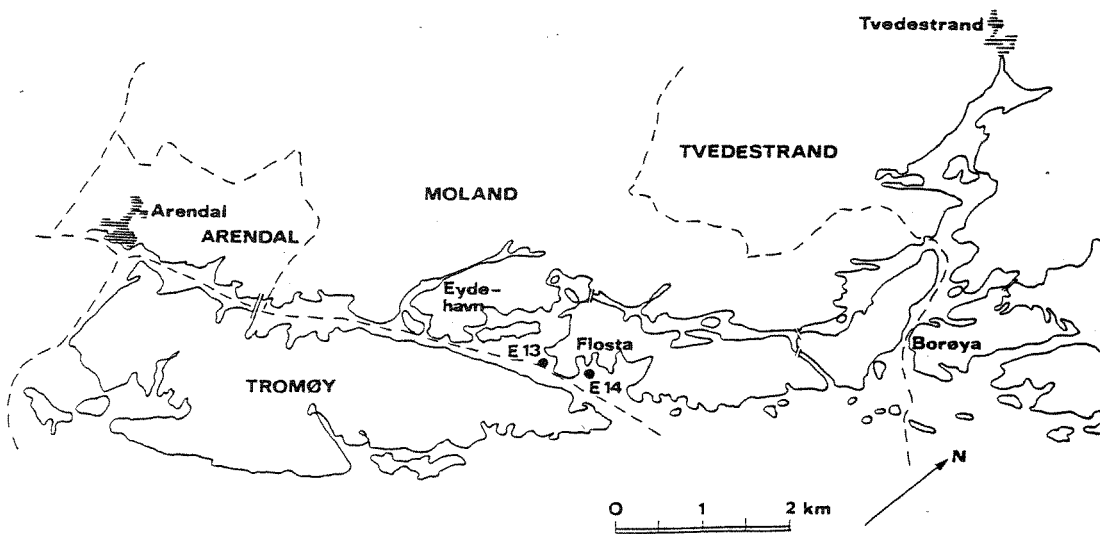 Tvedestrand
TVEDESTRAND
MOLAND
Arendal
ARENDAL
Eyde-
havn
E 13
Flosta
E 14
Borøya
TROMØY
N
0 1 2 km